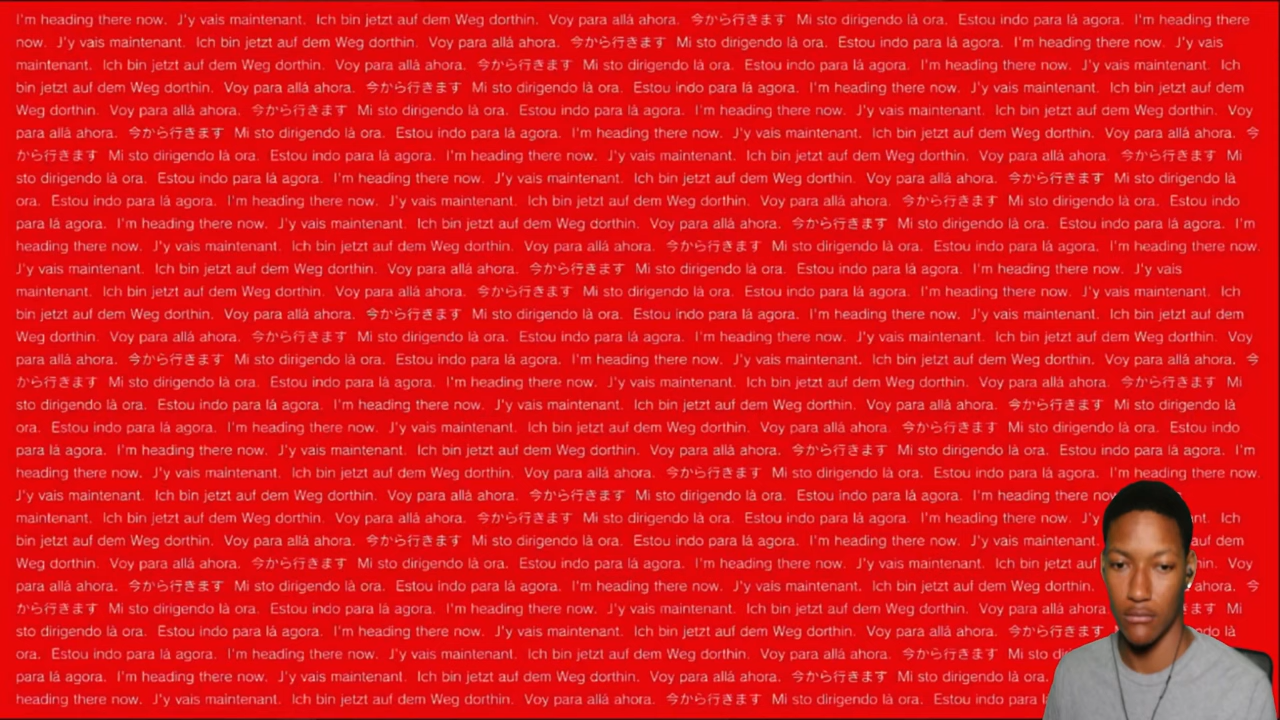 I'm heading there now. J'y vais maintenant. Ich bin jetzt auf dem Weg dorthin. Voy para allá ahora. 今から行きます Mi sto dirigendo là ora. Estou indo para lá agora. I'm heading there
now. J'y vais maintenant. Ich bin jetzt auf dem Weg dorthin. Voy para allá ahora. 今から行きます Mi sto dirigendo là ora. Estou indo para lá agora. I'm heading there now. J'y vais
maintenant. Ich bin jetzt auf dem Weg dorthin. Voy para allá ahora. 今から行きます Mi sto dirigendo là ora. Estou indo para lá agora. I'm heading there now. J'y vais maintenant. Ich
bin jetzt auf dem Weg dorthin. Voy para allá ahora. 今から行きます Mi sto dirigendo là ora. Estou indo para lá agora. I'm heading there now. J'y vais maintenant. Ich bin jetzt auf dem
Weg dorthin. Voy para allá ahora. 今から行きます Mi sto dirigendo là ora. Estou indo para lá agora. I'm heading there now. J'y vais maintenant. Ich bin jetzt auf dem Weg dorthin. Voy
para allá ahora. 今から行きます Mi sto dirigendo là ora. Estou indo para lá agora. I'm heading there now. J'y vais maintenant. Ich bin jetzt auf dem Weg dorthin. Voy para allá ahora. 今
から行きます Mi sto dirigendo là ora. Estou indo para lá agora. I'm heading there now. J'y vais maintenant. Ich bin jetzt auf dem Weg dorthin. Voy para allá ahora. 今から行きます Mi
sto dirigendo là ora. Estou indo para lá agora. I'm heading there now. J'y vais maintenant. Ich bin jetzt auf dem Weg dorthin. Voy para allá ahora. 今から行きます Mi sto dirigendo là
ora. Estou indo para lá agora. I'm heading there now. J'y vais maintenant. Ich bin jetzt auf dem Weg dorthin. Voy para allá ahora. 今から行きます Mi sto dirigendo là ora. Estou indo
para lá agora. I'm heading there now. J'y vais maintenant. Ich bin jetzt auf dem Weg dorthin. Voy para allá ahora. 今から行きます Mi sto dirigendo là ora. Estou indo para lá agora. I'm
heading there now. J'y vais maintenant. Ich bin jetzt auf dem Weg dorthin. Voy para allá ahora. 今から行きます Mi sto dirigendo là ora. Estou indo para lá agora. I'm heading there now.
J'y vais maintenant. Ich bin jetzt auf dem Weg dorthin. Voy para allá ahora. 今から行きます Mi sto dirigendo là ora. Estou indo para lá agora. I'm heading there now. J'y vais
maintenant. Ich bin jetzt auf dem Weg dorthin. Voy para allá ahora. 今から行きます Mi sto dirigendo là ora. Estou indo para lá agora. I'm heading there now. J'y vais maintenant. Ich
bin jetzt auf dem Weg dorthin. Voy para allá ahora. 今から行きます Mi sto dirigendo là ora. Estou indo para lá agora. I'm heading there now. J'y vais maintenant. Ich bin jetzt auf dem
Weg dorthin. Voy para allá ahora. 今から行きます Mi sto dirigendo là ora. Estou indo para lá agora. I'm heading there now. J'y vais maintenant. Ich bin jetzt auf dem Weg dorthin. Voy
para allá ahora. 今から行きます Mi sto dirigendo là ora. Estou indo para lá agora. I'm heading there now. J'y vais maintenant. Ich bin jetzt auf dem Weg dorthin. Voy para allá ahora. 今
から行きます Mi sto dirigendo là ora. Estou indo para lá agora. I'm heading there now. J'y vais maintenant. Ich bin jetzt auf dem Weg dorthin. Voy para allá ahora. 今から行きます Mi
sto dirigendo là ora. Estou indo para lá agora. I'm heading there now. J'y vais maintenant. Ich bin jetzt auf dem Weg dorthin. Voy para allá ahora. 今から行きます Mi sto dirigendo là
ora. Estou indo para lá agora. I'm heading there now. J'y vais maintenant. Ich bin jetzt auf dem Weg dorthin. Voy para allá ahora. 今から行きます Mi sto dirigendo là ora. Estou indo
para lá agora. I'm heading there now. J'y vais maintenant. Ich bin jetzt auf dem Weg dorthin. Voy para allá ahora. 今から行きます Mi sto dirigendo là ora. Estou indo para lá agora. I'm
heading there now. J'y vais maintenant. Ich bin jetzt auf dem Weg dorthin. Voy para allá ahora. 今から行きます Mi sto dirigendo là ora. Estou indo para lá agora. I'm heading there now.
J'y vais maintenant. Ich bin jetzt auf dem Weg dorthin. Voy para allá ahora. 今から行きます Mi sto dirigendo là ora. Estou indo para lá agora. I'm heading there
maintenant. Ich bin jetzt auf dem Weg dorthin. Voy para allá ahora. 今から行きます Mi sto dirigendo là ora. Estou indo para lá agora. I'm heading there now. J'y Ich
bin jetzt auf dem Weg dorthin. Voy para allá ahora. 今から行きます Mi sto dirigendo là ora. Estou indo para lá agora. I'm heading there now. J'y vais maintenant. auf dem
Weg dorthin. Voy para allá ahora. 今から行きます Mi sto dirigendo là ora. Estou indo para lá agora. I'm heading there now. J'y vais maintenant. Ich bin jetzt auf Voy
para allá ahora. 今から行きます Mi sto dirigendo là ora. Estou indo para lá agora. I'm heading there now. J'y vais maintenant. Ich bin jetzt auf dem Weg dorthin. ahora. 今
から行きます Mi sto dirigendo là ora. Estou indo para lá agora. I'm heading there now. J'y vais maintenant. Ich bin jetzt auf dem Weg dorthin. Voy para allá ahora. ます Mi
sto dirigendo là ora. Estou indo para lá agora. I'm heading there now. J'y vais maintenant. Ich bin jetzt auf dem Weg dorthin. Voy para allá ahora. 今から行きます là
ora. Estou indo para lá agora. I'm heading there now. J'y vais maintenant. Ich bin jetzt auf dem Weg dorthin. Voy para allá ahora. 今から行きます Mi sto
para lá agora. I'm heading there now. J'y vais maintenant. Ich bin jetzt auf dem Weg dorthin. Voy para allá ahora. 今から行きます Mi sto dirigendo là ora.
heading there now. J'y vais maintenant. Ich bin jetzt auf dem Weg dorthin. Voy para allá ahora. 今から行きます Mi sto dirigendo là ora. Estou indo para